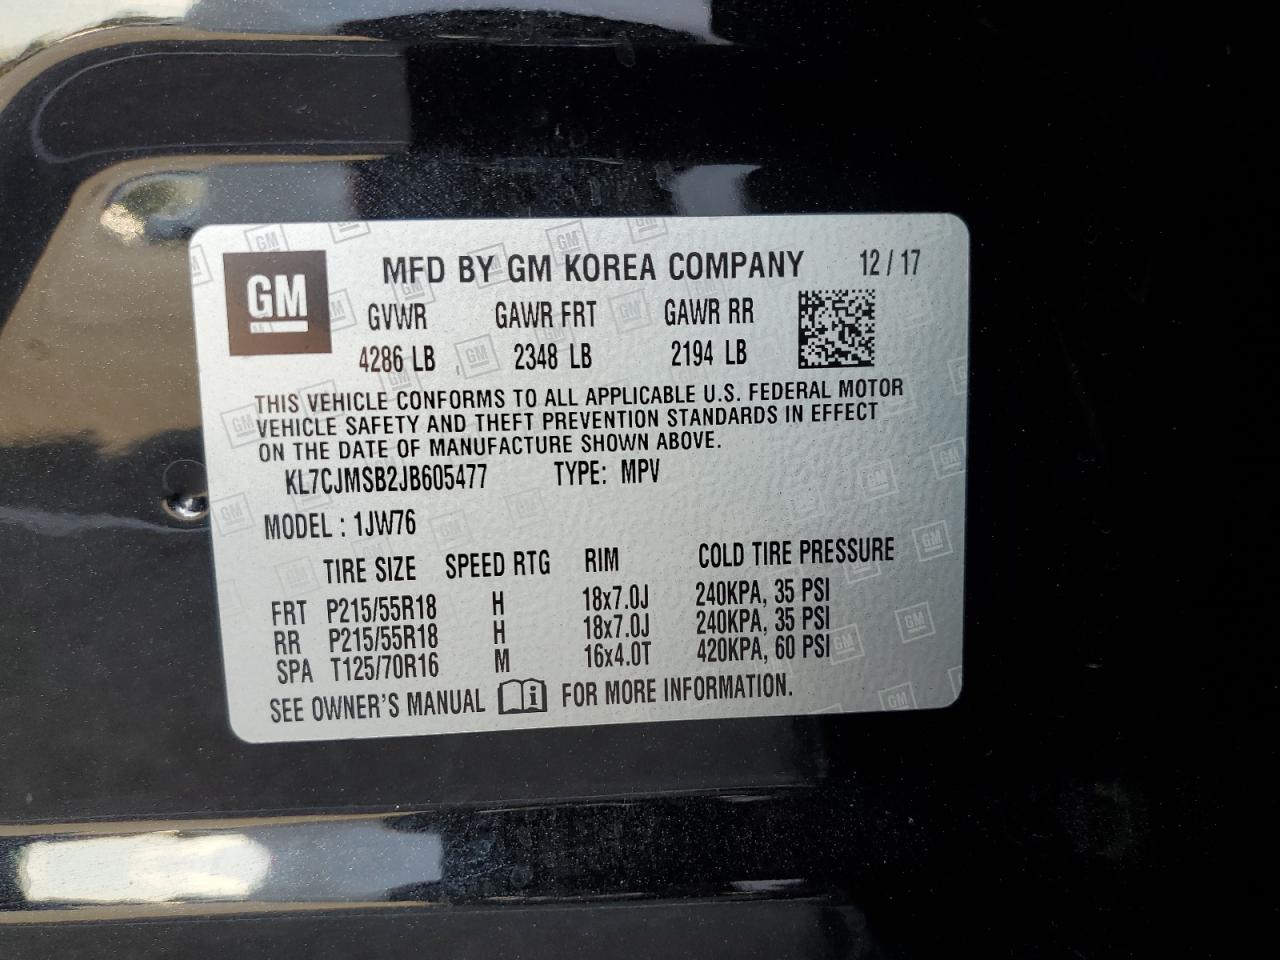 GM
MFD BY GM KOREA COMPANY 12 / 17
GVWR GAWR FRT GAWR RR
4286 LB 2348 LB 2194 LB
THIS VEHICLE CONFORMS TO ALL APPLICABLE U.S. FEDERAL MOTOR
VEHICLE SAFETY AND THEFT PREVENTION STANDARDS IN EFFECT
ON THE DATE OF MANUFACTURE SHOWN ABOVE.
KL7CJMSB2JB605477 TYPE: MPV
MODEL : 1JW76
TIRE SIZE SPEED RTG RIM COLD TIRE PRESSURE
FRT P215/55R18 H 18x7.0J 240KPA, 35 PSI
RR P215/55R18 H 18x7.0J 240KPA, 35 PSI
SPA T125/70R16 M 16x4.0T 420KPA, 60 PSI
SEE OWNER'S MANUAL i FOR MORE INFORMATION.